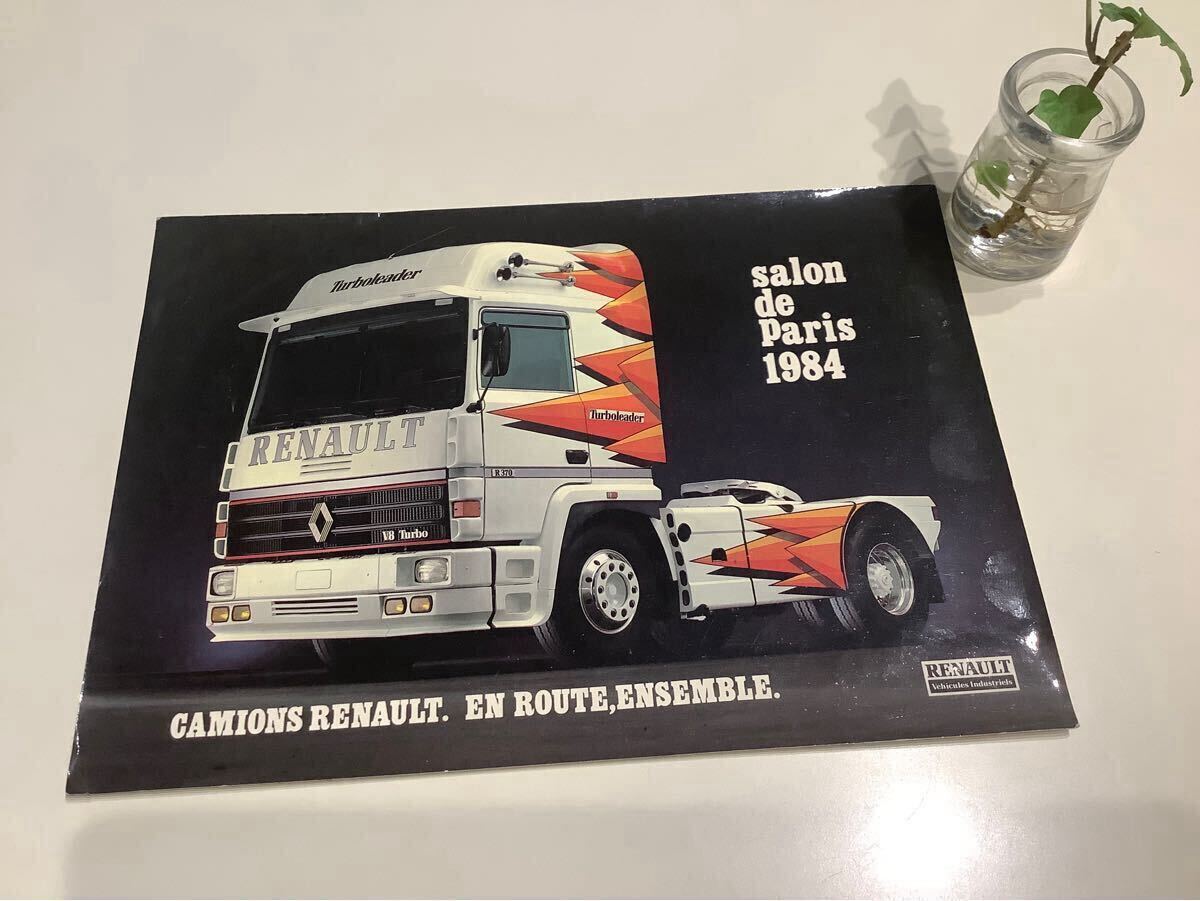 salon
de
Paris
1984
Turboleader
Turboleader
RENAULT
R 370
V8 Turbo
CAMIONS RENAULT. EN ROUTE, ENSEMBLE.
RENAULT
Véhicules Industriels